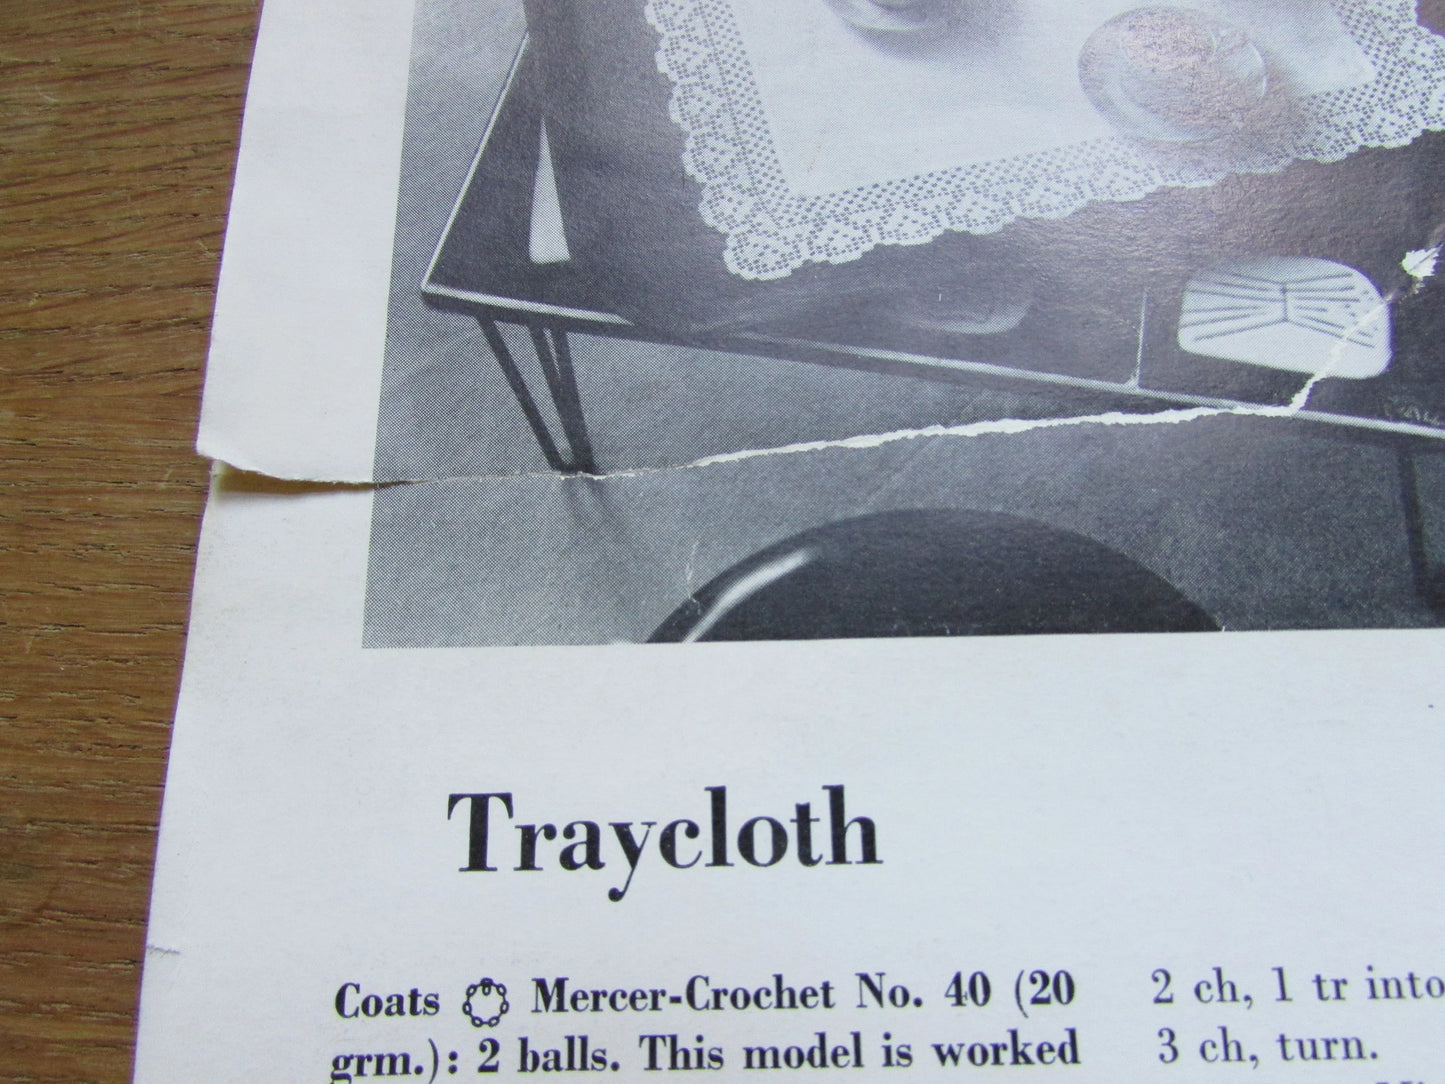 Traycloth
Coats Mercer-Crochet No. 40 (20
grm.): 2 balls. This model is worked
2 ch, 1 tr into
3 ch, turn.